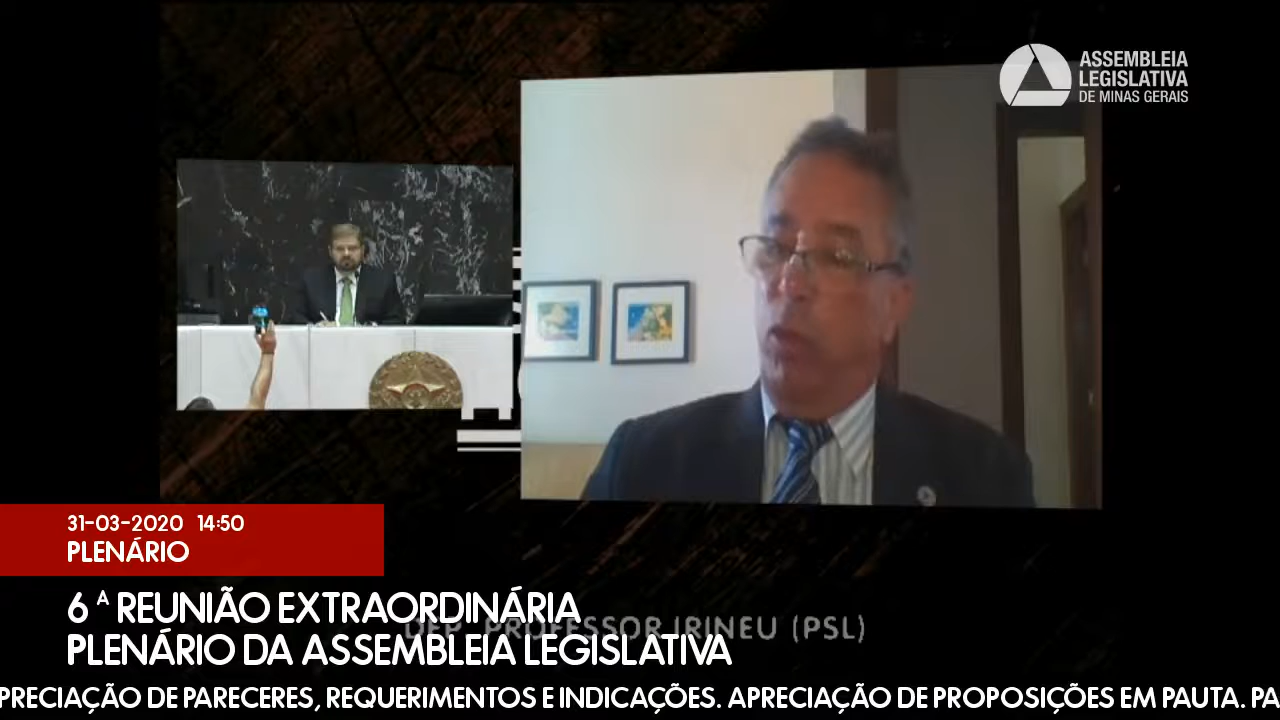 ASSEMBLEIA
LEGISLATIVA
DE MINAS GERAIS
31-03-2020 14:50
PLENÁRIO
6ª REUNIÃO EXTRAORDINÁRIA
DEP. PROFESSOR IRINEU (PSL)
PLENÁRIO DA ASSEMBLEIA LEGISLATIVA
PRECIAÇÃO DE PARECERES, REQUERIMENTOS E INDICAÇÕES. APRECIAÇÃO DE PROPOSIÇÕES EM PAUTA. PA